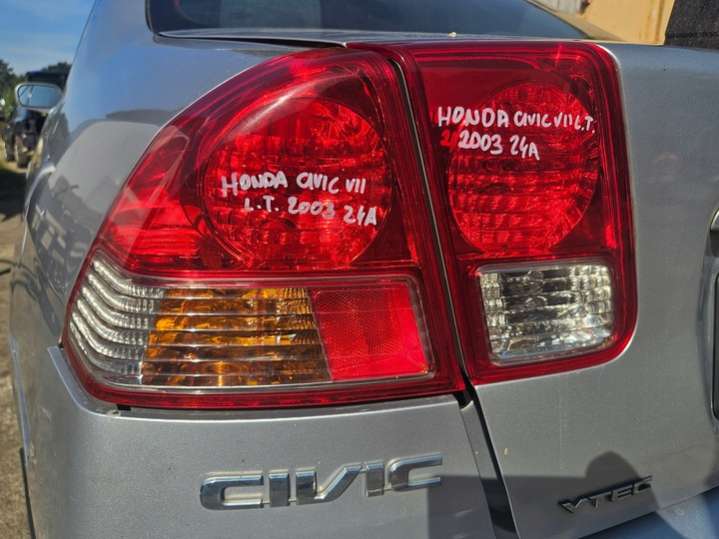 HONDA CIVIC VII
L.T. 2003 24A
HONDA CIVIC VII L.T.
2003 24A
CIVIC
VTEC